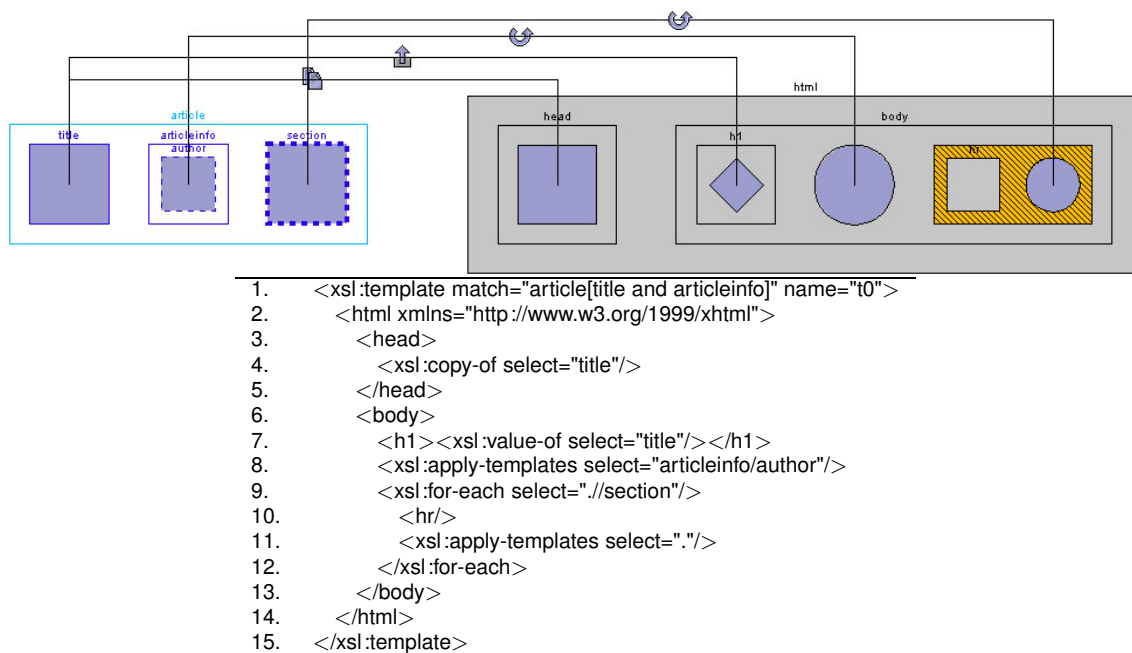 html
article
title
articleinfo
author
section
head
body
h1
hr
1. <xsl:template match="article[title and articleinfo]" name="t0">
2. <html xmlns="http://www.w3.org/1999/xhtml">
3. <head>
4. <xsl:copy-of select="title"/>
5. </head>
6. <body>
7. <h1><xsl:value-of select="title"/></h1>
8. <xsl:apply-templates select="articleinfo/author"/>
9. <xsl:for-each select=".//section"/>
10. <hr/>
11. <xsl:apply-templates select="."/>
12. </xsl:for-each>
13. </body>
14. </html>
15. </xsl:template>